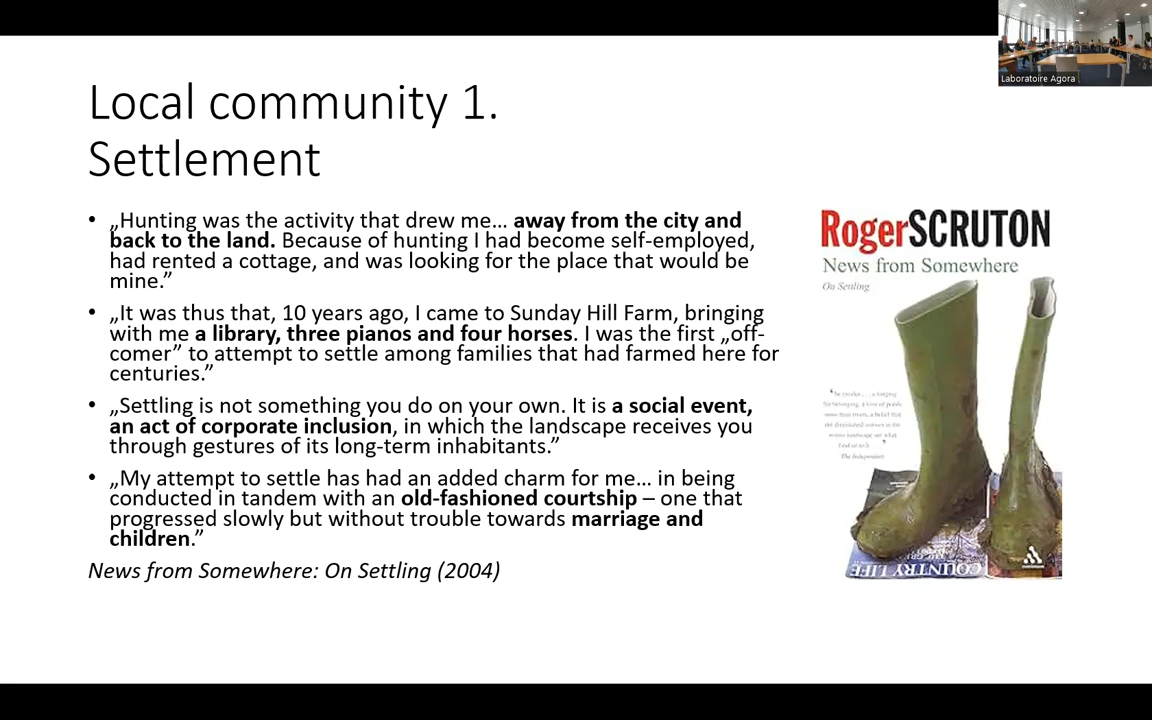 Laboratoire Agora
Local community 1.
Settlement
• „Hunting was the activity that drew me… away from the city and
back to the land. Because of hunting I had become self-employed,
had rented a cottage, and was looking for the place that would be
mine.”
• „It was thus that, 10 years ago, I came to Sunday Hill Farm, bringing
with me a library, three pianos and four horses. I was the first „off-
comer” to attempt to settle among families that had farmed here for
centuries.”
• „Settling is not something you do on your own. It is a social event,
an act of corporate inclusion, in which the landscape receives you
through gestures of its long-term inhabitants.”
• „My attempt to settle has had an added charm for me… in being
conducted in tandem with an old-fashioned courtship – one that
progressed slowly but without trouble towards marriage and
children.”
News from Somewhere: On Settling (2004)
RogerSCRUTON
News from Somewhere
On Settling
The Independent
COUNTRY LIFE